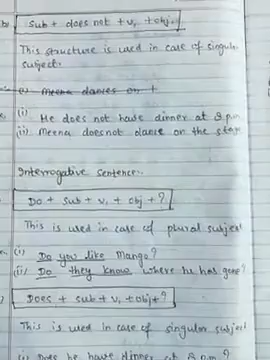 b) Sub + does not + v1 + obj.
This structure is used in case of singular
subject.
e) Meena dances on t
(i) He does not have dinner at 8 p.m.
(ii) Meena doesnot dance on the stage
Interrogative sentence.
Do + sub + v1 + obj + ?
This is used in case of plural subject
(i) Do you like Mango?
(ii) Do they know where he has gone?
Does + sub + v1 + obj + ?
This is used in case of singular subject
(i) Does he have dinner at 8 p.m ?